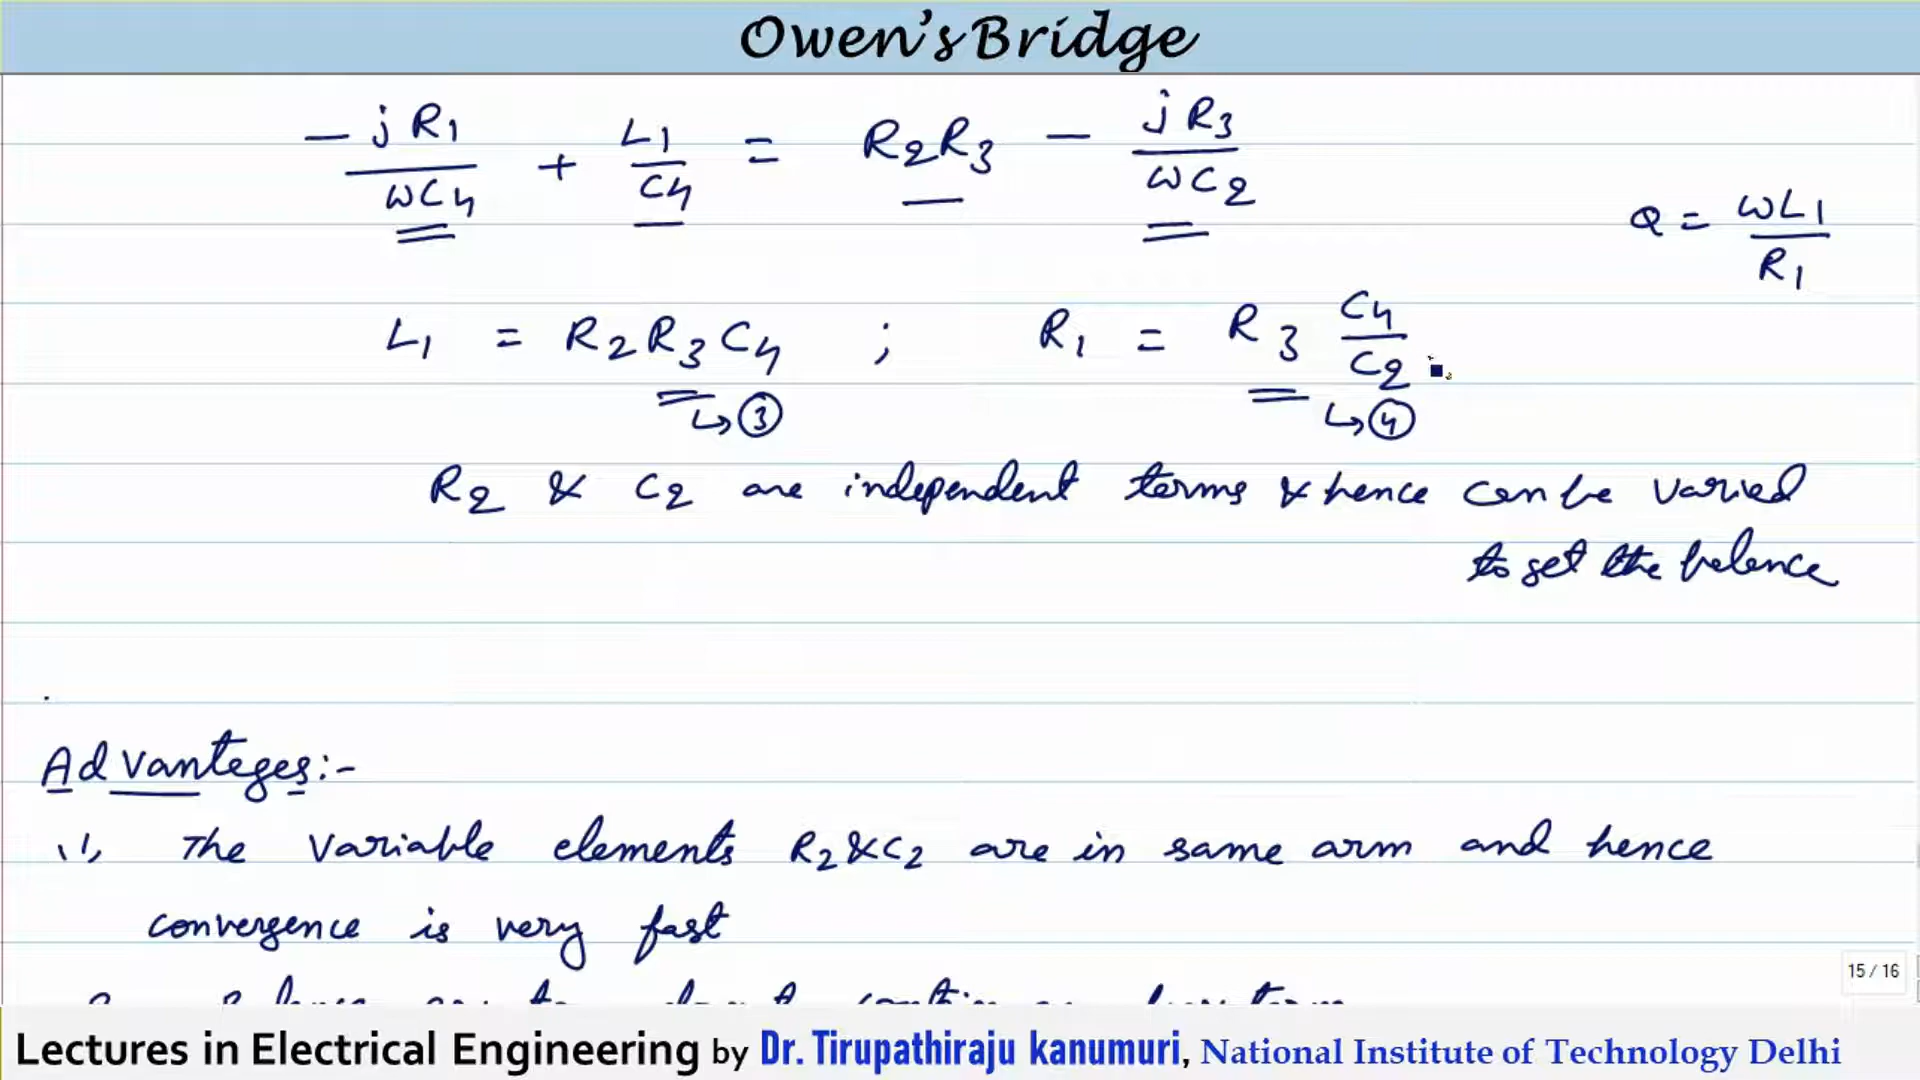 Owen's Bridge
- jR1/ωC4 + L1/C4 = R2R3 - jR3/ωC2
Q = ωL1/R1
L1 = R2R3C4 ; R1 = R3 C4/C2
↳③ ↳④
R2 & C2 are independent terms & hence can be varied
to get the balance
Advanteges:-
(1) The variable elements R2&C2 are in same arm and hence
convergence is very fast
15 / 16
Lectures in Electrical Engineering by Dr. Tirupathiraju kanumuri, National Institute of Technology Delhi